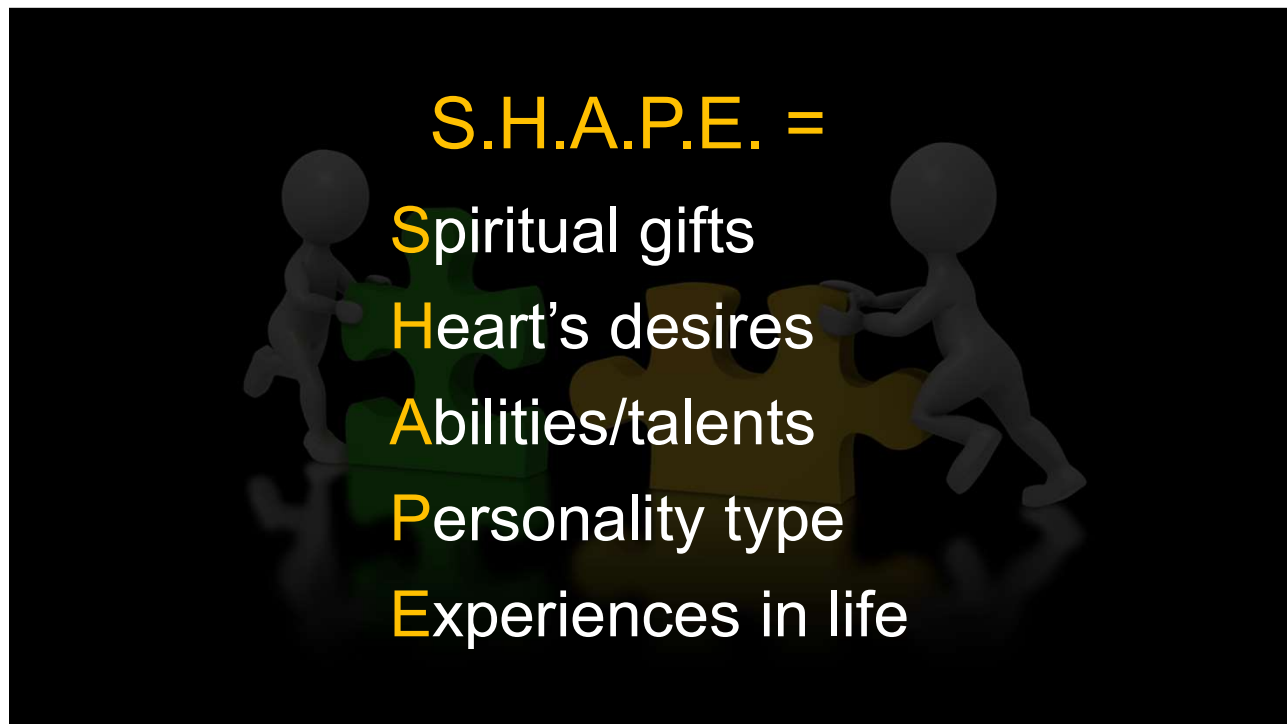 S.H.A.P.E. =
Spiritual gifts
Heart’s desires
Abilities/talents
Personality type
Experiences in life